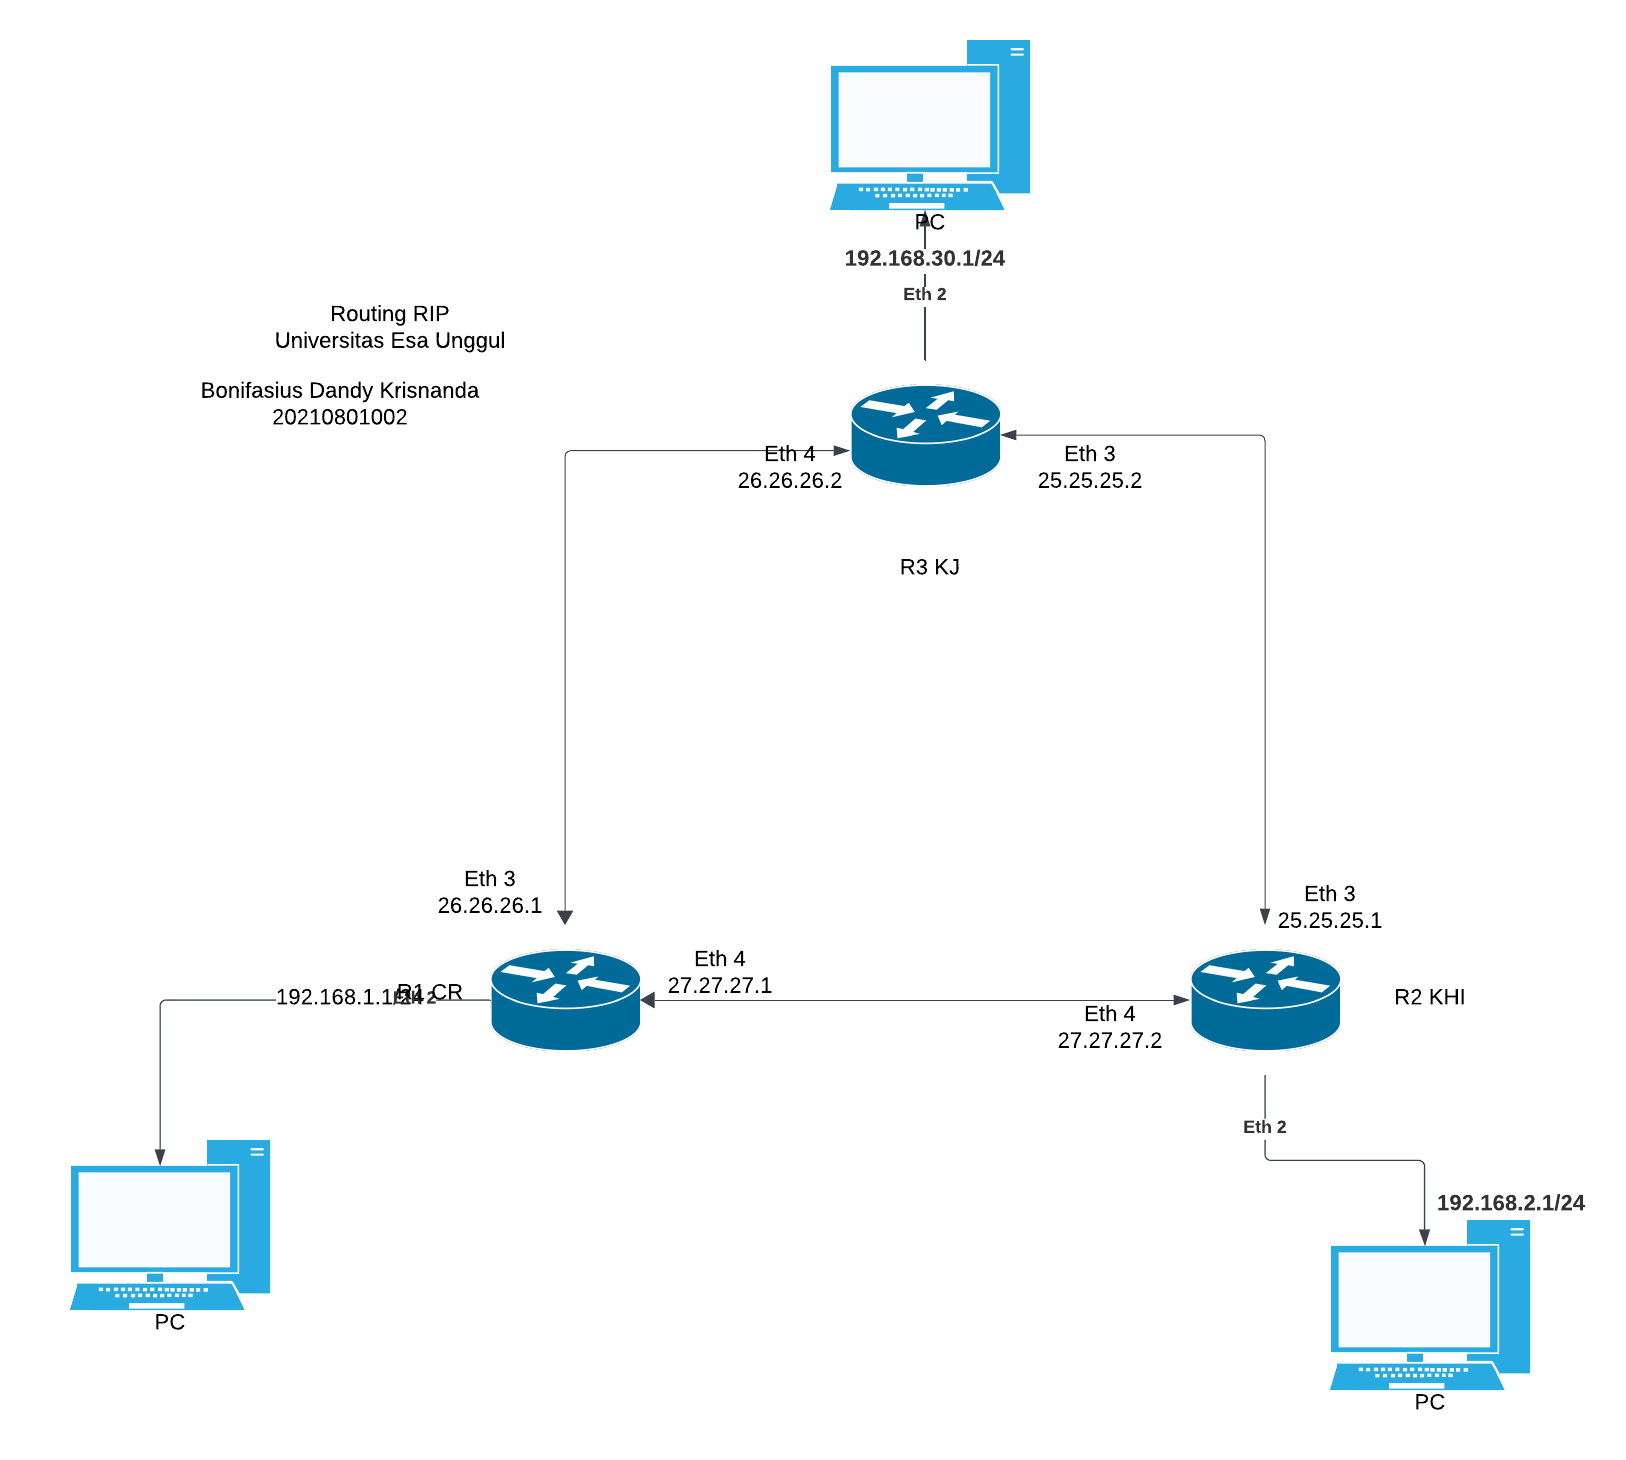 PC
192.168.30.1/24
Eth 2
Routing RIP
Universitas Esa Unggul
Bonifasius Dandy Krisnanda
20210801002
Eth 4
26.26.26.2
Eth 3
25.25.25.2
R3 KJ
Eth 3
26.26.26.1
Eth 3
25.25.25.1
Eth 4
27.27.27.1
192.168.1.1/24
Eth 2
R1 CR
R2 KHI
Eth 4
27.27.27.2
Eth 2
192.168.2.1/24
PC
PC